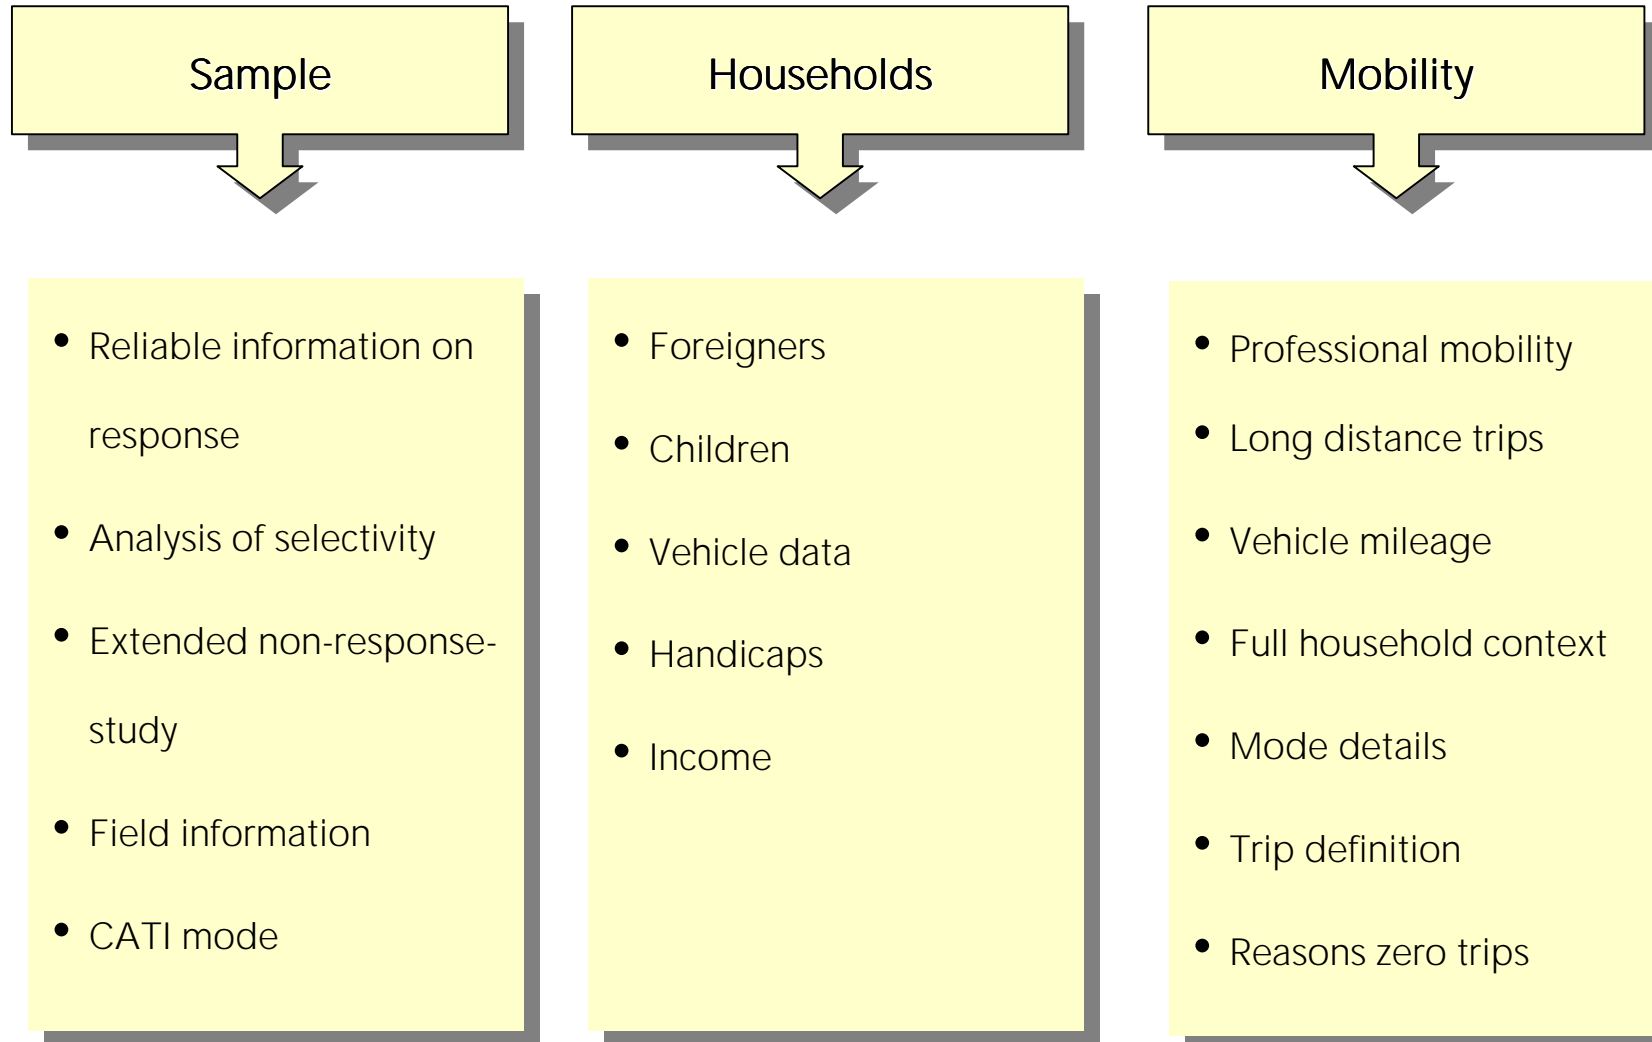 Sample
• Reliable information on
response
• Analysis of selectivity
• Extended non-response-
study
• Field information
• CATI mode
Households
• Foreigners
• Children
• Vehicle data
• Handicaps
• Income
Mobility
• Professional mobility
• Long distance trips
• Vehicle mileage
• Full household context
• Mode details
• Trip definition
• Reasons zero trips